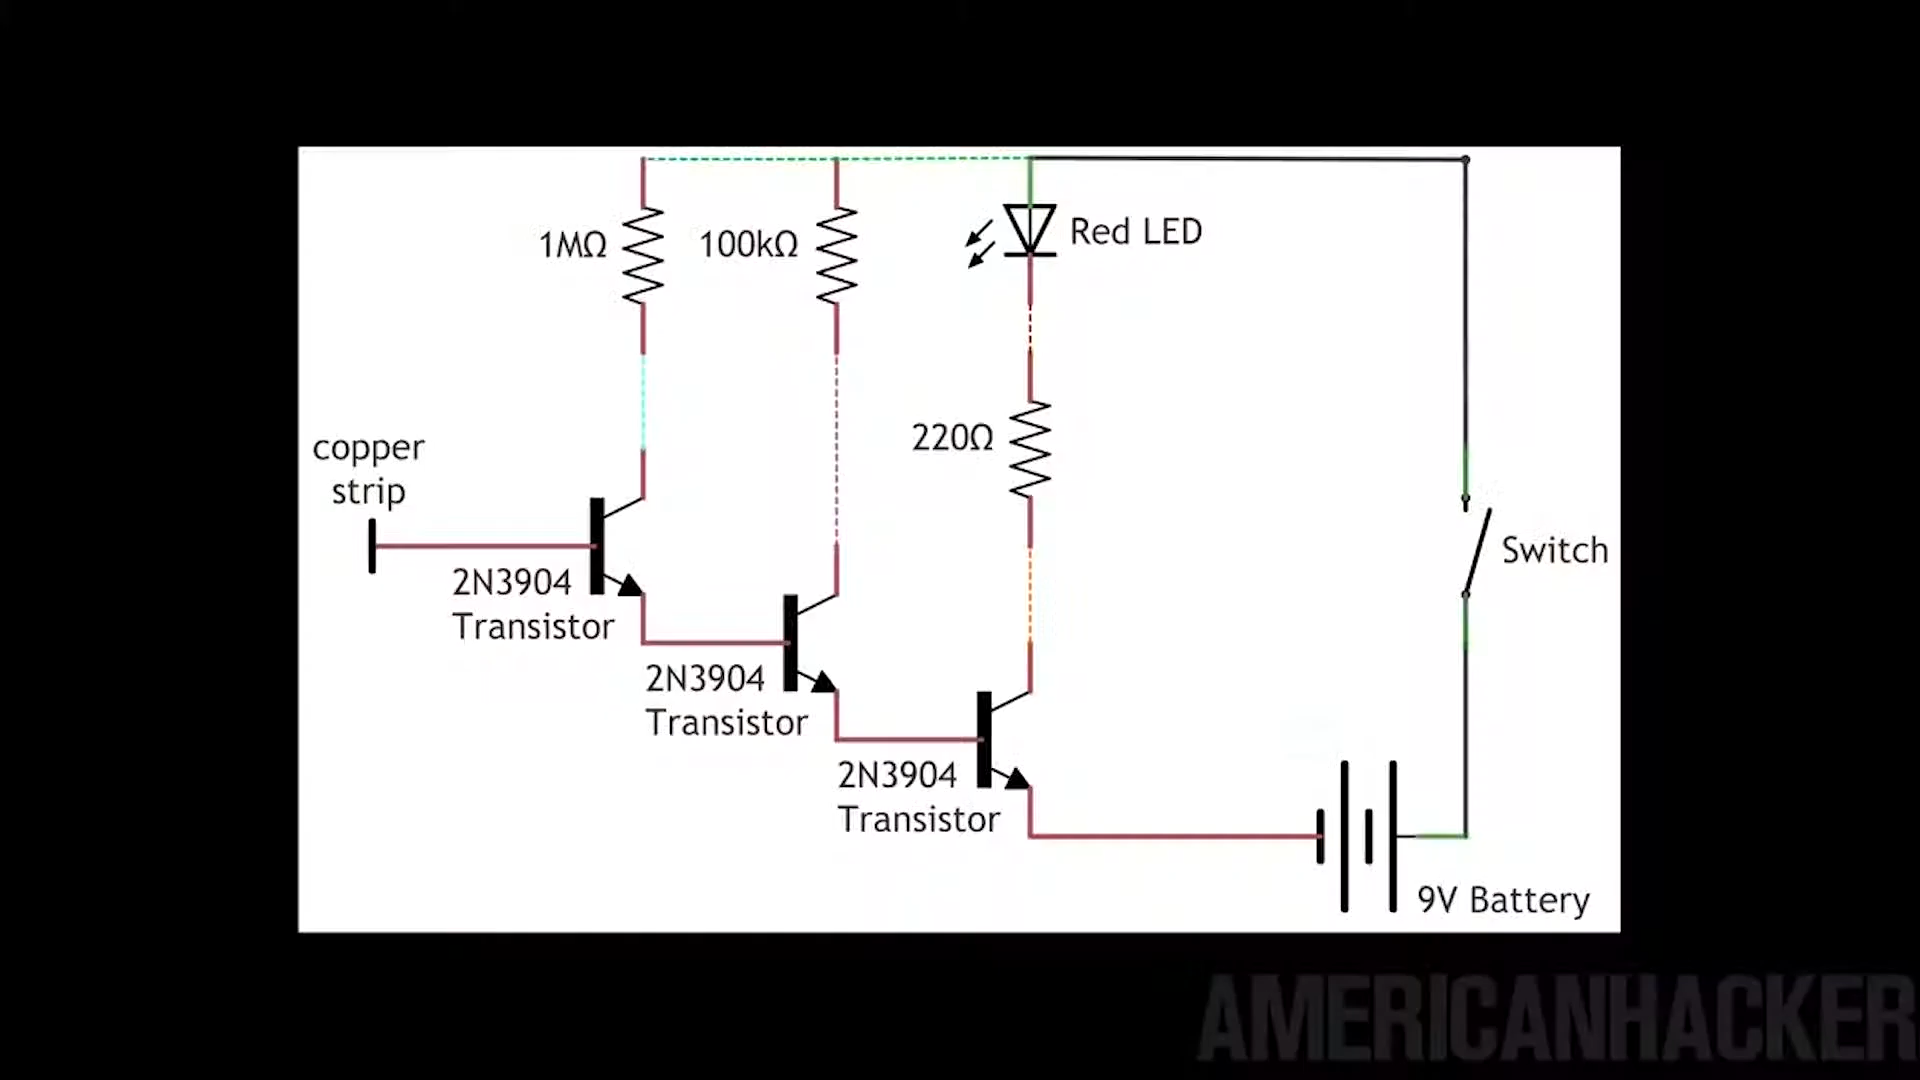 1MΩ
100kΩ
Red LED
220Ω
copper
strip
Switch
2N3904
Transistor
2N3904
Transistor
2N3904
Transistor
9V Battery
AMERICANHACKER